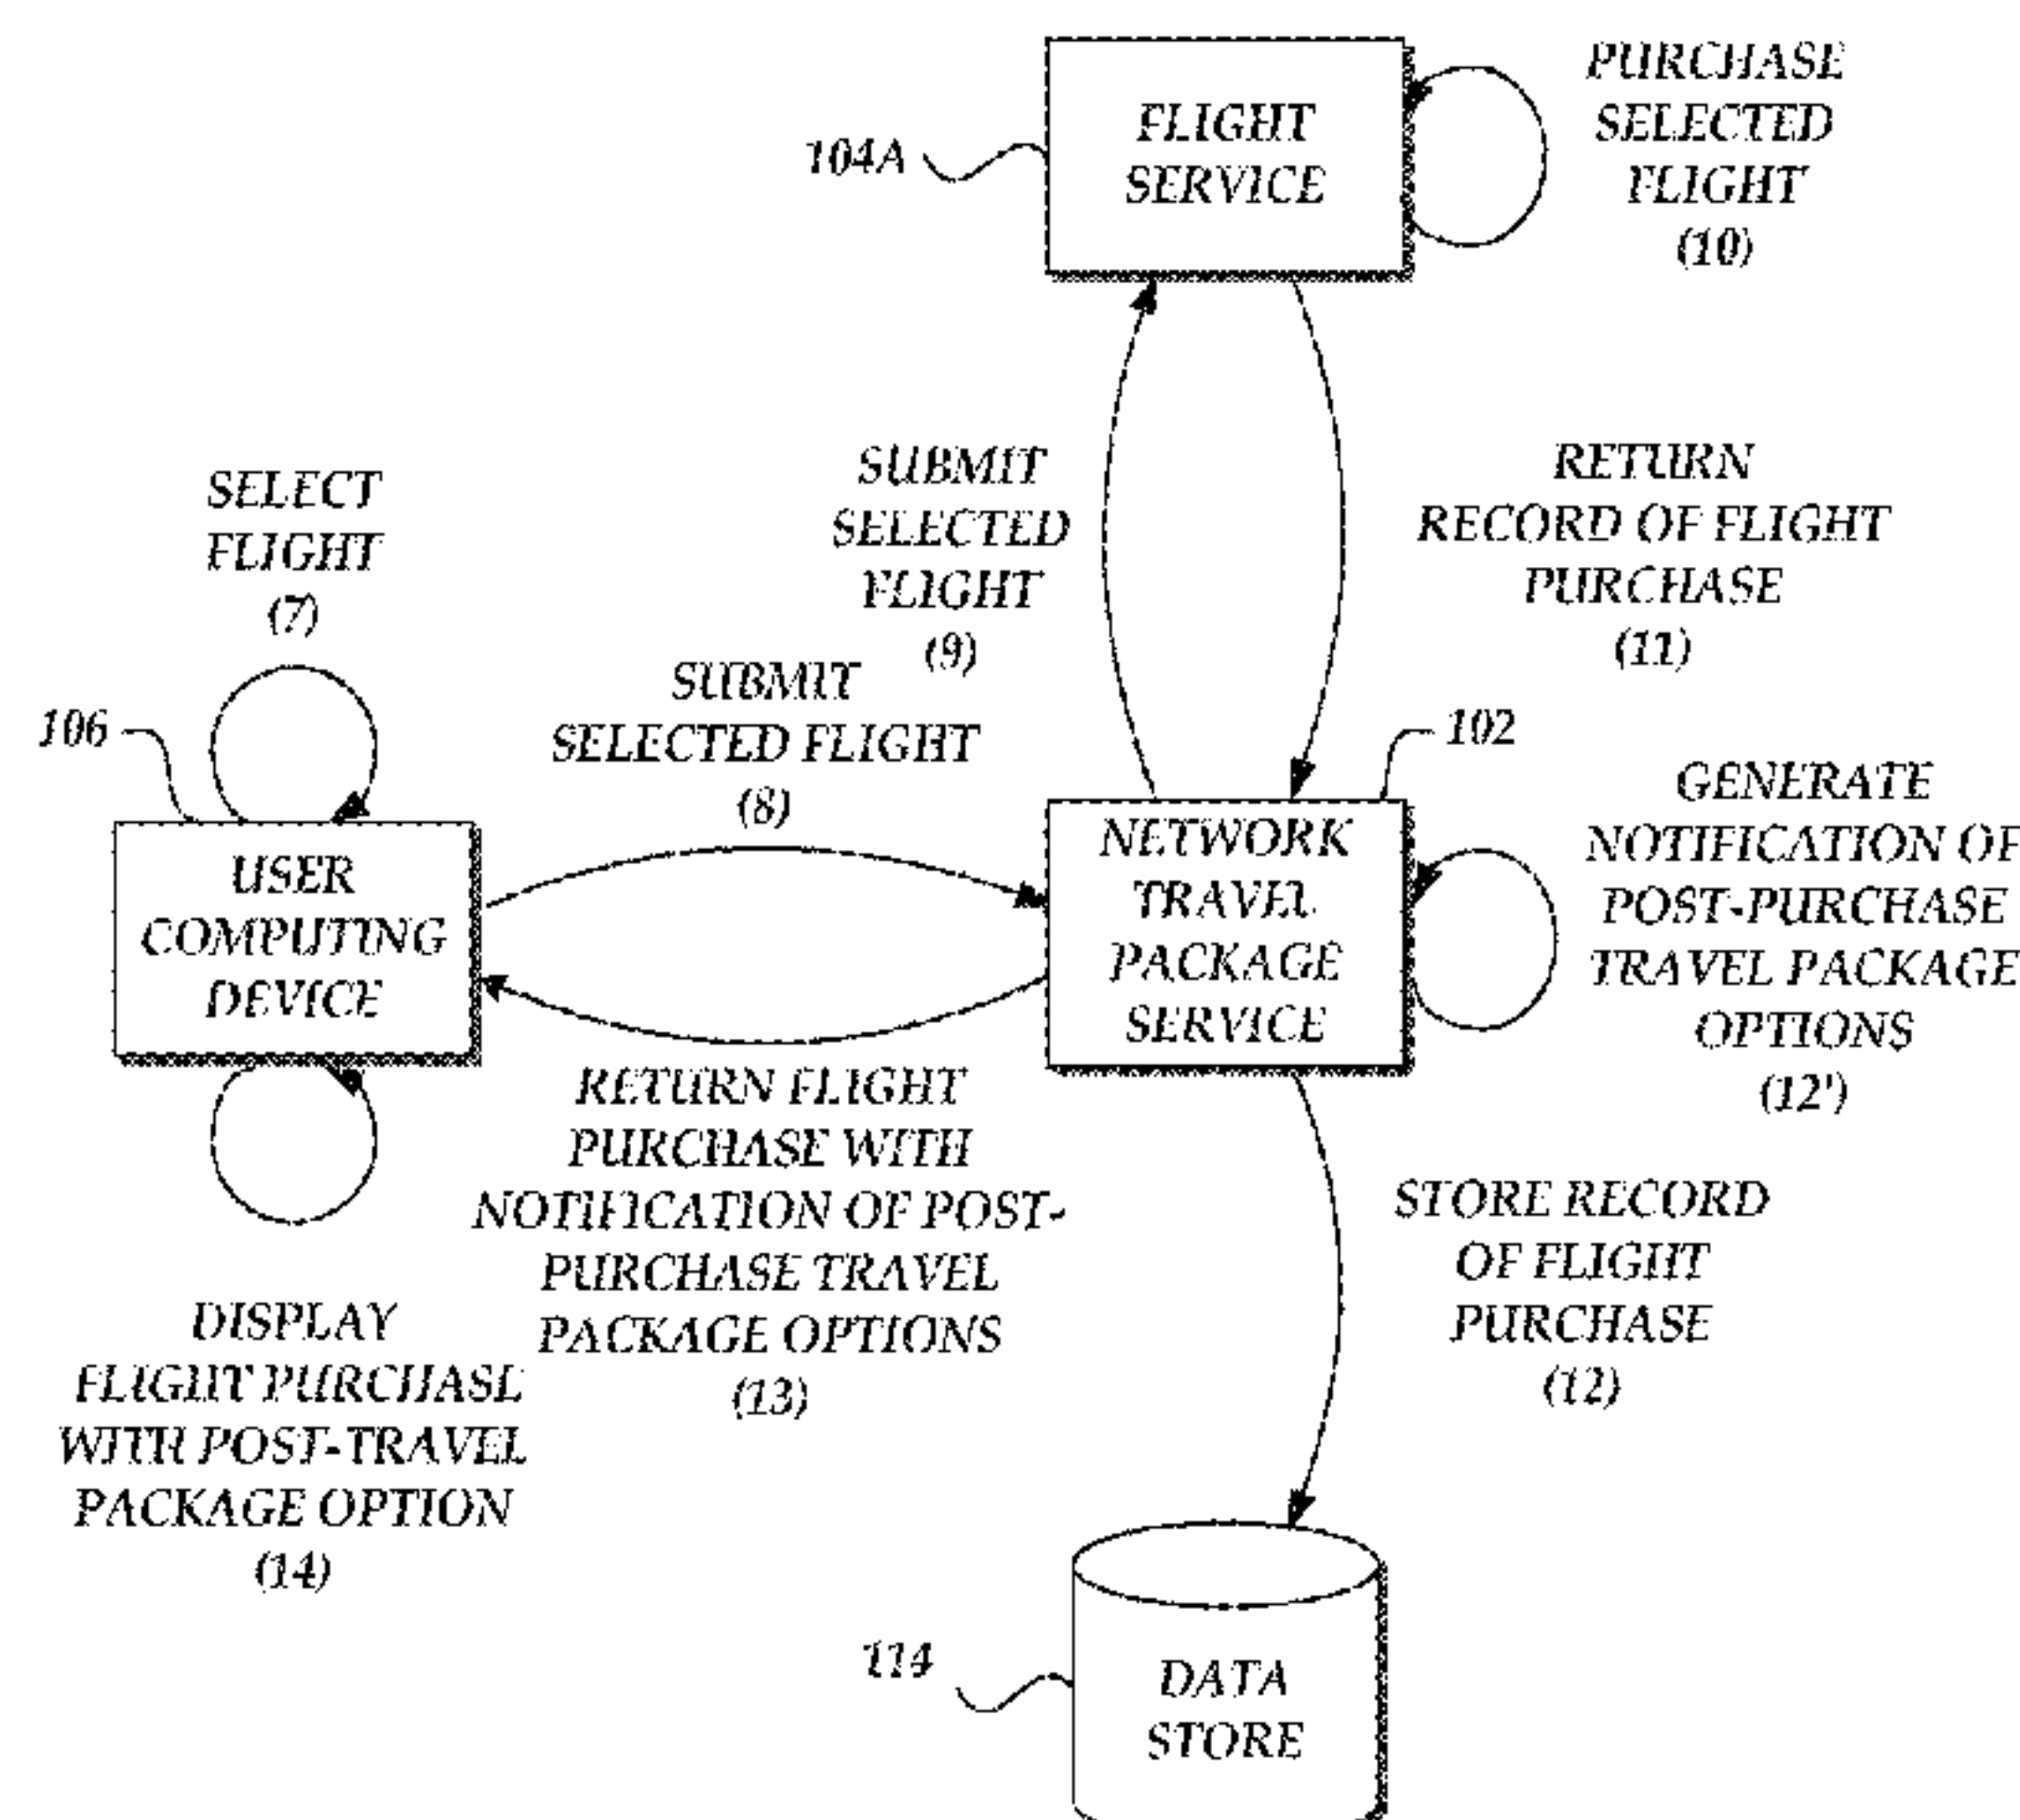 PURCHASE
SELECTED
FLIGHT
(10)
FLIGHT
SERVICE
104A
SUBMIT
SELECTED
FLIGHT
(9)
RETURN
RECORD OF FLIGHT
PURCHASE
(11)
SELECT
FLIGHT
(7)
106
SUBMIT
SELECTED FLIGHT
(8)
102
USER
COMPUTING
DEVICE
NETWORK
TRAVEL
PACKAGE
SERVICE
GENERATE
NOTIFICATION OF
POST-PURCHASE
TRAVEL PACKAGE
OPTIONS
(12')
RETURN FLIGHT
PURCHASE WITH
NOTIFICATION OF POST-
PURCHASE TRAVEL
PACKAGE OPTIONS
(13)
STORE RECORD
OF FLIGHT
PURCHASE
(12)
DISPLAY
FLIGHT PURCHASE
WITH POST-TRAVEL
PACKAGE OPTION
(14)
114
DATA
STORE